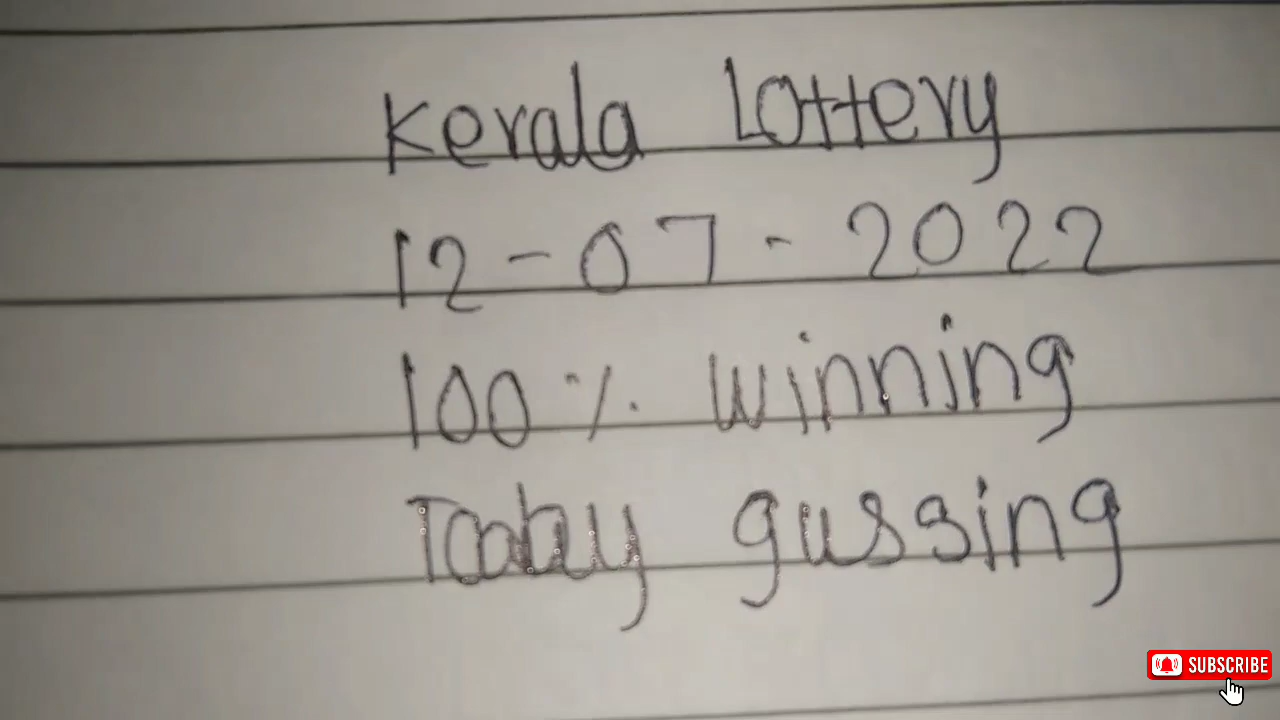 Kerala Lottery
12-07-2022
100% winning
Today gussing
SUBSCRIBE